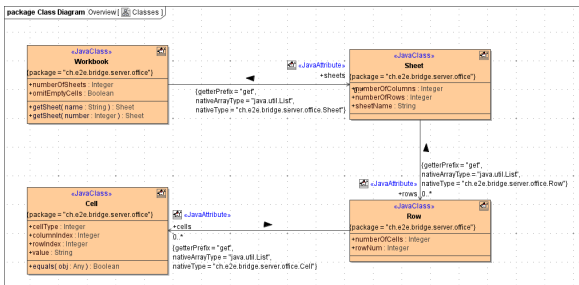 package Class Diagram Overview[ Classes ]
«JavaClass»
Workbook
{package = "ch.e2e.bridge.server.office"}
+numberOfSheets : Integer
+omitEmptyCells : Boolean
+getSheet( name : String ) : Sheet
+getSheet( number : Integer ) : Sheet
«JavaAttribute»
+sheets
{getterPrefix = "get",
nativeArrayType = "java.util.List",
nativeType = "ch.e2e.bridge.server.office.Sheet"}
«JavaClass»
Sheet
{package = "ch.e2e.bridge.server.office"}
+numberOfColumns : Integer
+numberOfRows : Integer
+sheetName : String
{getterPrefix = "get",
nativeArrayType = "java.util.List",
«JavaAttribute» nativeType = "ch.e2e.bridge.server.office.Row"}
+rows 0..*
«JavaClass»
Cell
{package = "ch.e2e.bridge.server.office"}
+cellType : Integer
+columnIndex : Integer
+rowIndex : Integer
+value : String
+equals( obj : Any ) : Boolean
«JavaAttribute»
+cells
0..*
{getterPrefix = "get",
nativeArrayType = "java.util.List",
nativeType = "ch.e2e.bridge.server.office.Cell"}
«JavaClass»
Row
{package = "ch.e2e.bridge.server.office"}
+numberOfCells : Integer
+rowNum : Integer